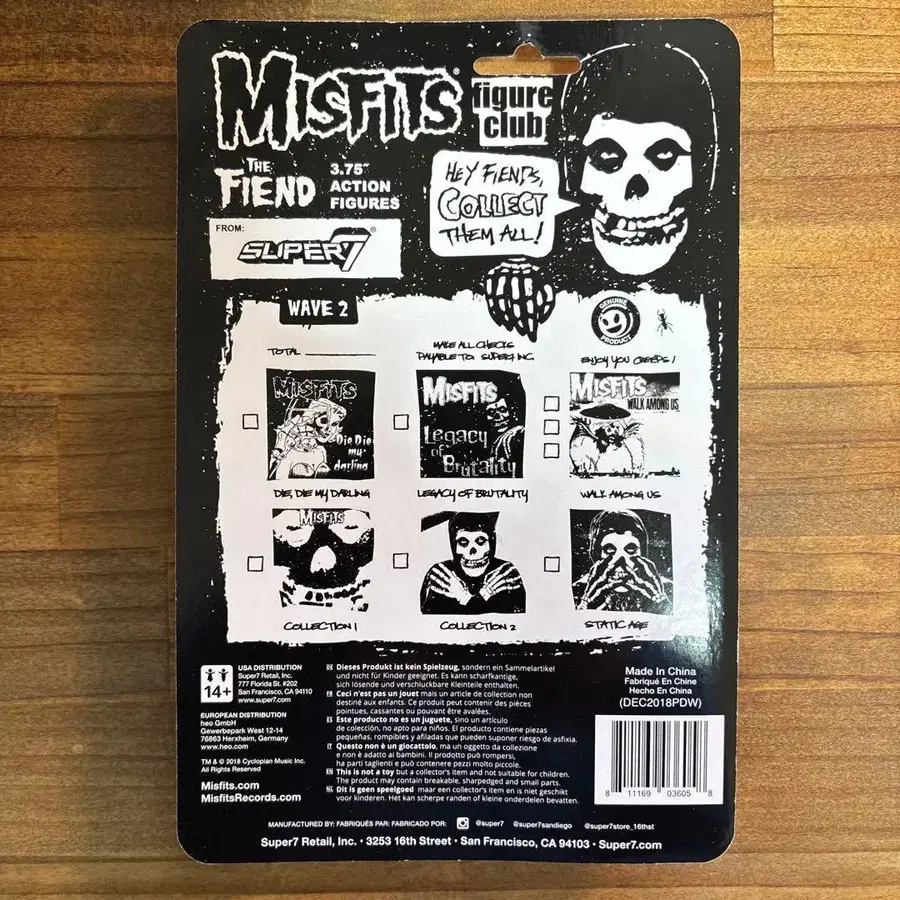 MISFITS®
figure
club
THE
FIEND
3.75"
ACTION
FIGURES
HEY FIENDS,
COLLECT
THEM ALL!
FROM:
SUPER7®
WAVE 2
GENUINE
PRODUCT
TOTAL
MAKE ALL CHECKS
PAYABLE TO: SUPER7 INC
ENJOY YOU CREEPS!
MISFITS
Die Die
my
darling
MISFITS
Legacy
of
Brutality
MISFITS
WALK AMONG US
DIE, DIE MY DARLING
LEGACY OF BRUTALITY
WALK AMONG US
MISFITS
COLLECTION 1
COLLECTION 2
STATIC AGE
14+
USA DISTRIBUTION
Super7 Retail, Inc.
777 Florida St. #202
San Francisco, CA 94110
www.super7.com
EUROPEAN DISTRIBUTION
heo GmbH
Gewerbepark West 12-14
76863 Herxheim, Germany
www.heo.com
TM & © 2018 Cyclopian Music Inc.
All Rights Reserved
Misfits.com
MisfitsRecords.com
Dieses Produkt ist kein Spielzeug, sondern ein Sammelartikel
und nicht für Kinder geeignet. Es kann scharfkantige,
sich lösende und verschluckbare Kleinteile enthalten.
FR Ceci n'est pas un jouet mais un article de collection non
destiné aux enfants. Ce produit peut contenir des pièces
pointues, cassantes ou pouvant être avalées.
ES Este producto no es un juguete, sino un artículo
de colección, no apto para niños. El producto contiene piezas
pequeñas, rompibles y afiladas que pueden suponer riesgo de asfixia.
IT Questo non è un giocattolo, ma un oggetto da collezione
e non è adatto ai bambini. Il prodotto può rompersi,
ha parti taglienti e può contenere pezzi molto piccole.
EN This is not a toy but a collector's item and not suitable for children.
The product may contain breakable, sharpedged and small parts.
NL Dit is geen speelgoed maar een collector's item en is niet geschikt
voor kinderen. Het kan scherpe randen of kleine onderdelen bevatten.
Made In China
Fabriqué En Chine
Hecho En China
(DEC2018PDW)
8 11169 03605 8
MANUFACTURED BY: FABRIQUÉS PAR: FABRICADO POR: @super7 @super7sandiego @super7store_16thst
Super7 Retail, Inc. • 3253 16th Street • San Francisco, CA 94103 • Super7.com